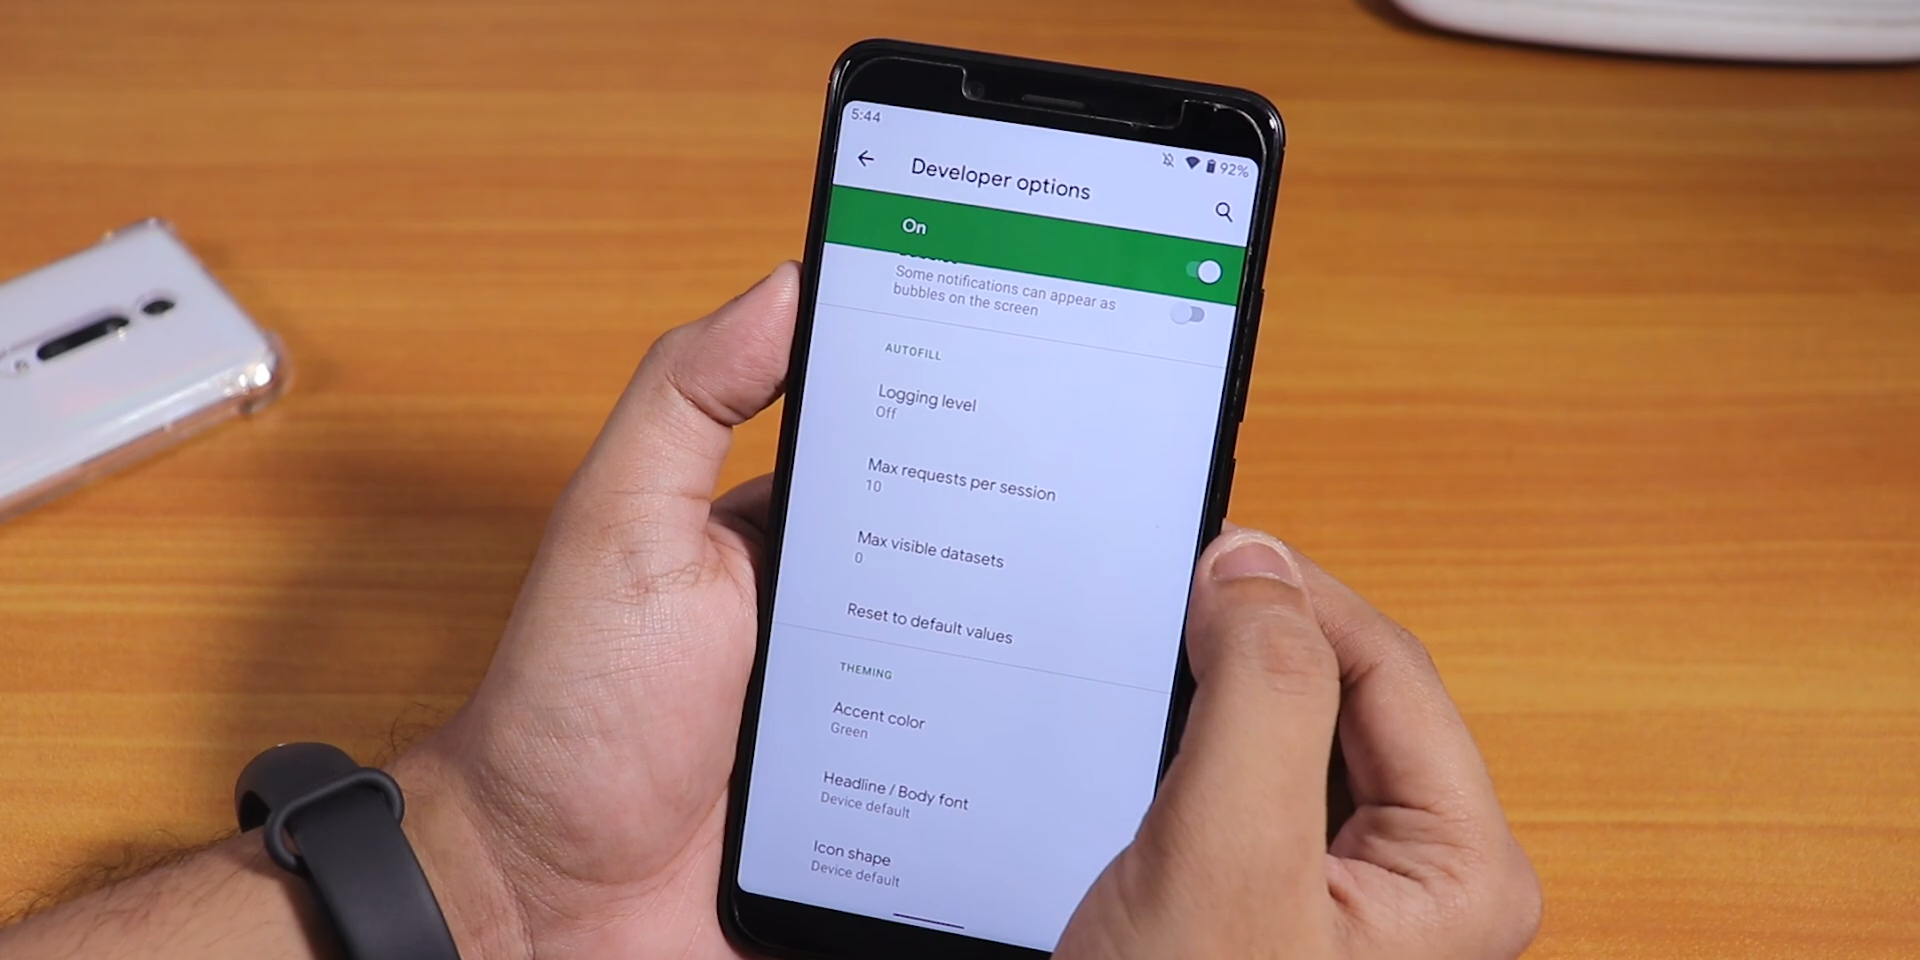 5:44
92%
Developer options
On
Some notifications can appear as
bubbles on the screen
AUTOFILL
Logging level
Off
Max requests per session
10
Max visible datasets
0
Reset to default values
THEMING
Accent color
Green
Headline / Body font
Device default
Icon shape
Device default